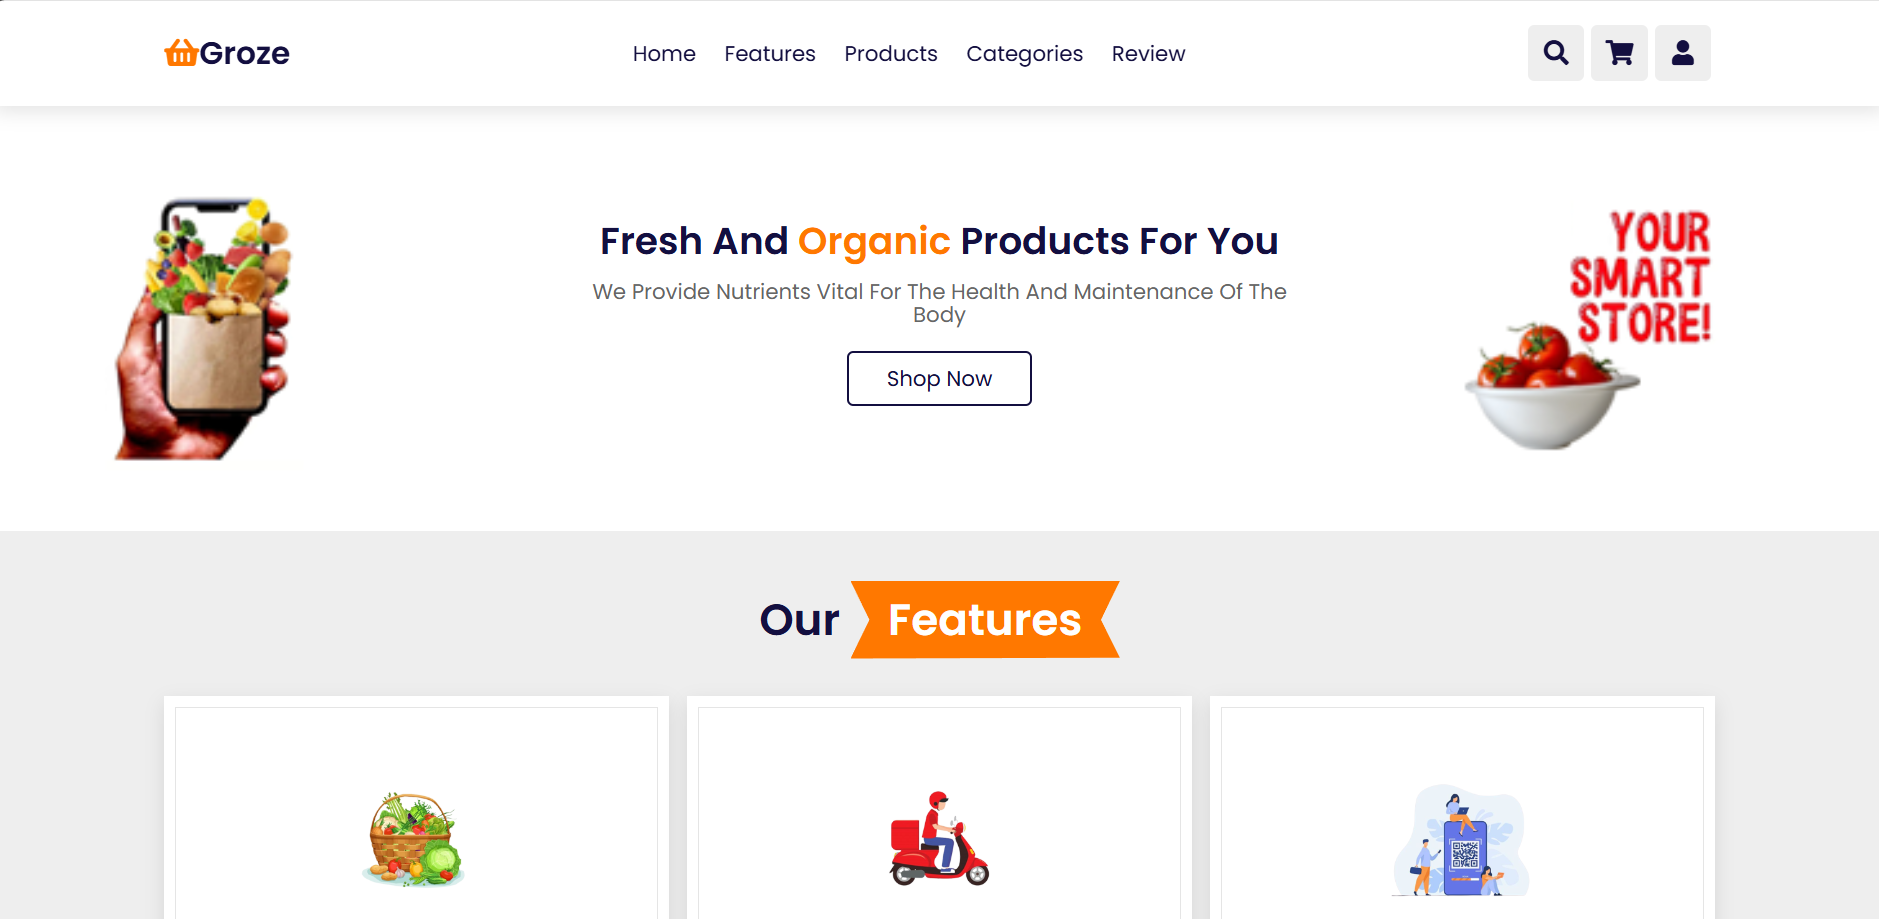 Groze
Home Features Products Categories Review
Fresh And Organic Products For You
We Provide Nutrients Vital For The Health And Maintenance Of The
Body
Shop Now
YOUR
SMART
STORE!
Our Features